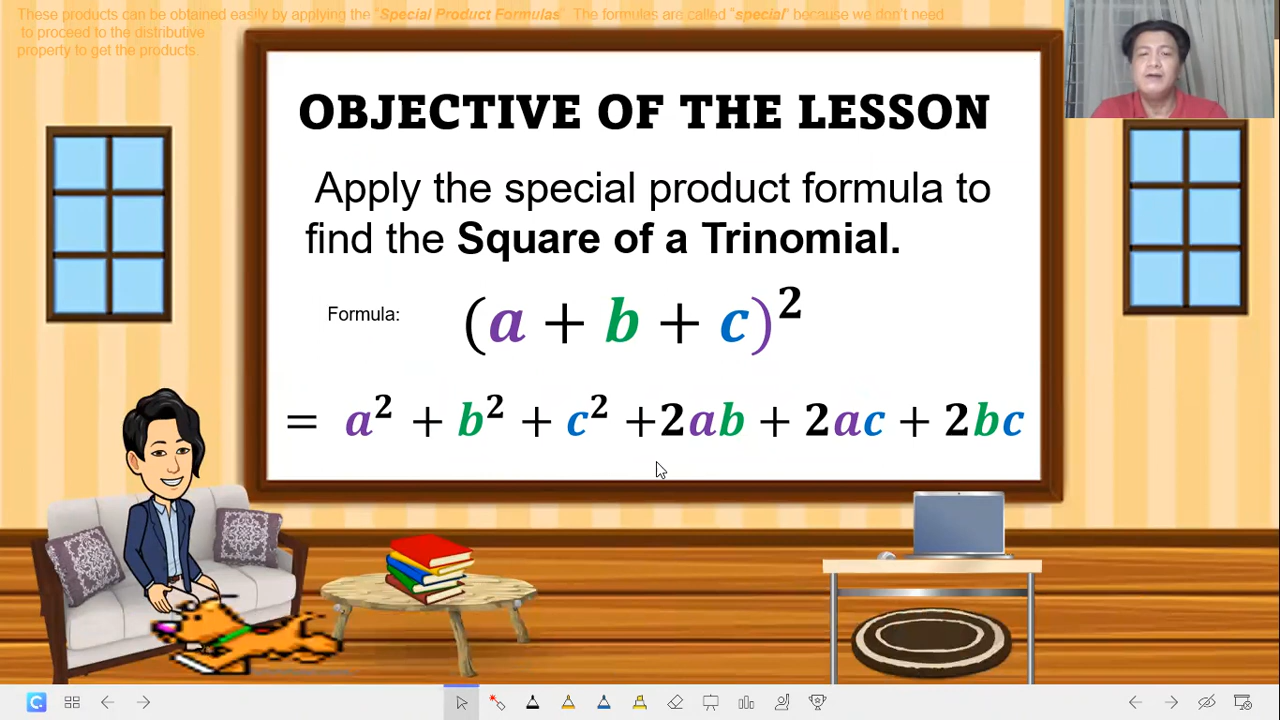 These products can be obtained easily by applying the "Special Product Formulas". The formulas are called "special" because we don't need
to proceed to the distributive
property to get the products.
OBJECTIVE OF THE LESSON
Apply the special product formula to
find the Square of a Trinomial.
Formula: (a + b + c)²
= a² + b² + c² +2ab + 2ac + 2bc